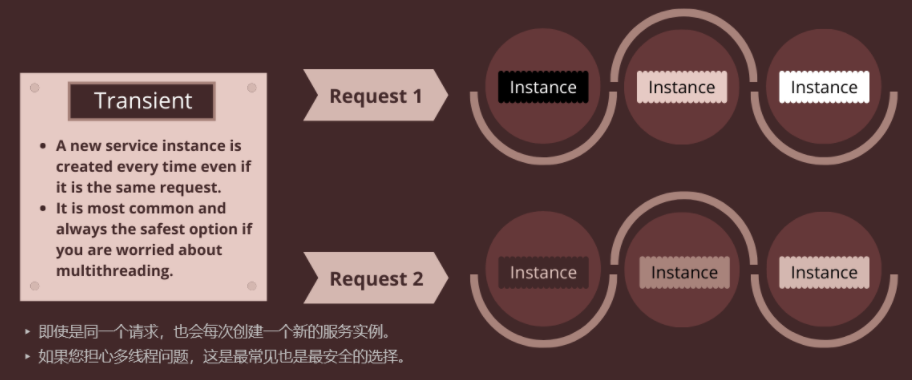 Transient
• A new service instance is
created every time even if
it is the same request.
• It is most common and
always the safest option if
you are worried about
multithreading.
Request 1
Instance
Instance
Instance
Request 2
Instance
Instance
Instance
‣ 即使是同一个请求，也会每次创建一个新的服务实例。
‣ 如果您担心多线程问题，这是最常见也是最安全的选择。